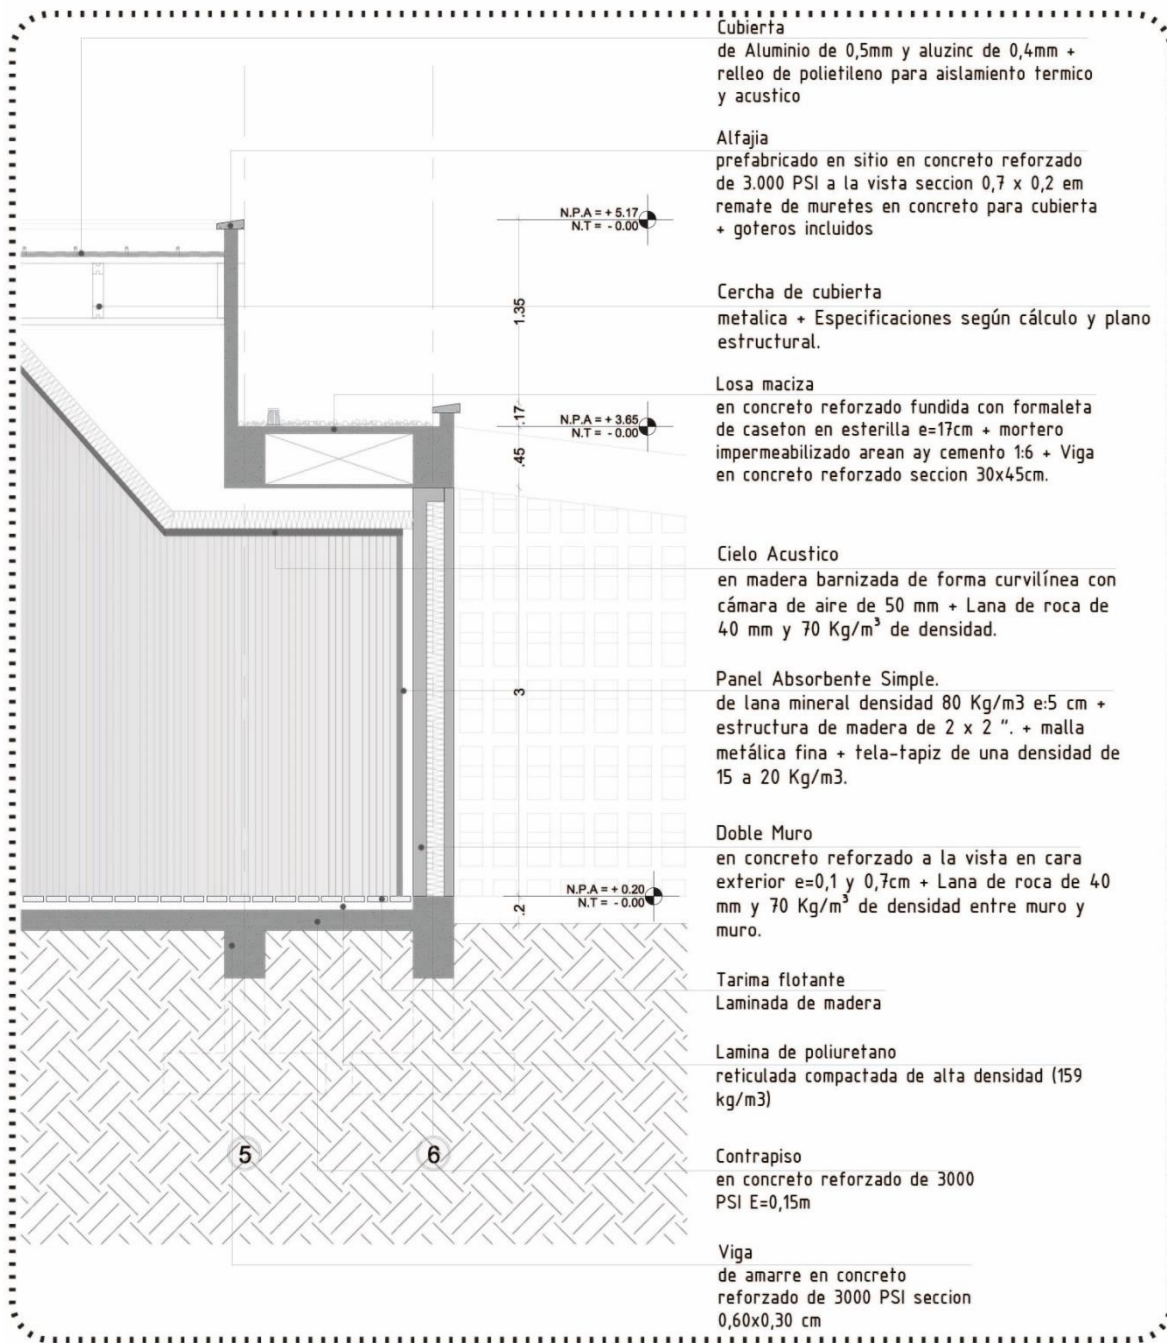 Cubierta
de Aluminio de 0,5mm y aluzinc de 0,4mm +
relleo de polietileno para aislamiento termico
y acustico
Alfajia
prefabricado en sitio en concreto reforzado
de 3.000 PSI a la vista seccion 0,7 x 0,2 em
remate de muretes en concreto para cubierta
+ goteros incluidos
N.P.A = + 5.17
N.T = - 0.00
Cercha de cubierta
metalica + Especificaciones según cálculo y plano
estructural.
1.35
Losa maciza
en concreto reforzado fundida con formaleta
de caseton en esterilla e=17cm + mortero
impermeabilizado arean ay cemento 1:6 + Viga
en concreto reforzado seccion 30x45cm.
.17
N.P.A = + 3.65
N.T = - 0.00
.45
Cielo Acustico
en madera barnizada de forma curvilínea con
cámara de aire de 50 mm + Lana de roca de
40 mm y 70 Kg/m³ de densidad.
Panel Absorbente Simple.
de lana mineral densidad 80 Kg/m3 e:5 cm +
estructura de madera de 2 x 2 ". + malla
metálica fina + tela-tapiz de una densidad de
15 a 20 Kg/m3.
3
Doble Muro
en concreto reforzado a la vista en cara
exterior e=0,1 y 0,7cm + Lana de roca de 40
mm y 70 Kg/m³ de densidad entre muro y
muro.
N.P.A = + 0.20
N.T = - 0.00
.2
Tarima flotante
Laminada de madera
Lamina de poliuretano
reticulada compactada de alta densidad (159
kg/m3)
5
6
Contrapiso
en concreto reforzado de 3000
PSI E=0,15m
Viga
de amarre en concreto
reforzado de 3000 PSI seccion
0,60x0,30 cm